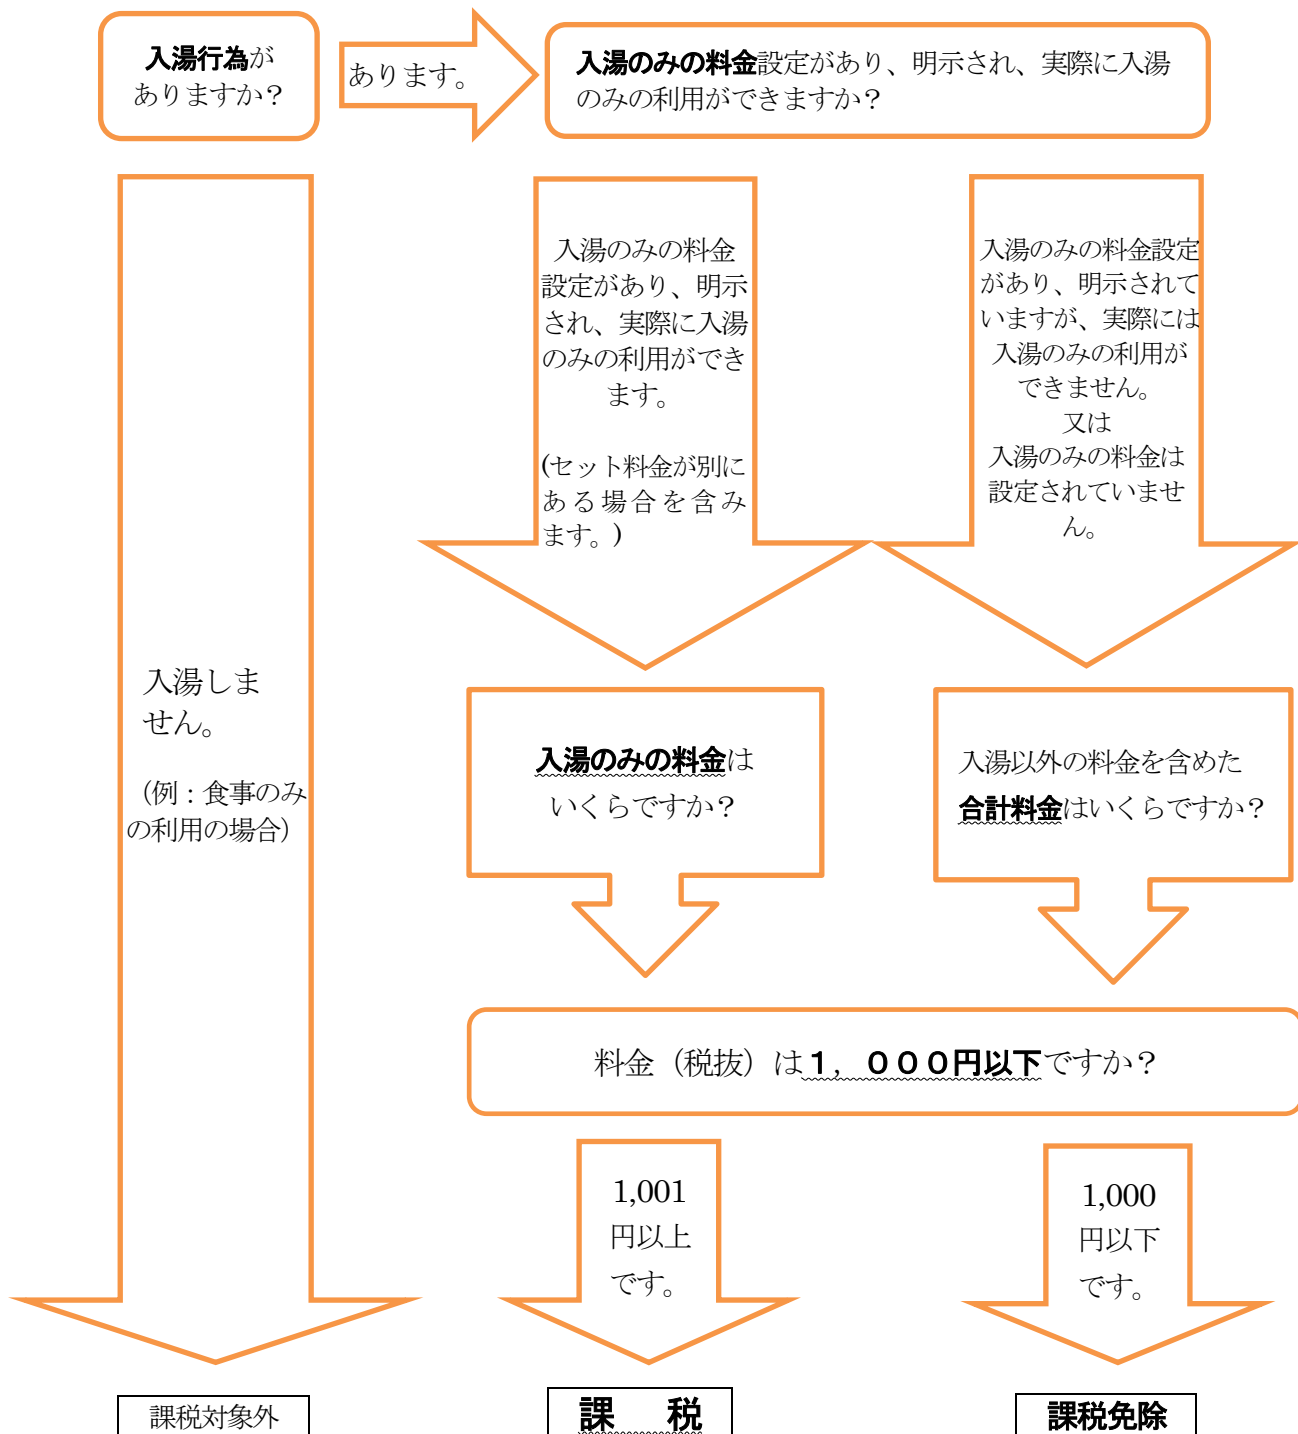 入湯行為が
ありますか？
あります。
入湯のみの料金設定があり、明示され、実際に入湯
のみの利用ができますか？
入湯しま
せん。
（例：食事のみ
の利用の場合）
入湯のみの料金
設定があり、明示
され、実際に入湯
のみの利用ができ
ます。
(セット料金が別に
ある場合を含み
ます。)
入湯のみの料金設定
があり、明示されて
いますが、実際には
入湯のみの利用が
できません。
又は
入湯のみの料金は
設定されていませ
ん。
入湯のみの料金は
いくらですか？
入湯以外の料金を含めた
合計料金はいくらですか？
料金（税抜）は１，０００円以下ですか？
1,001
円以上
です。
1,000
円以下
です。
課税対象外
課　税
課税免除